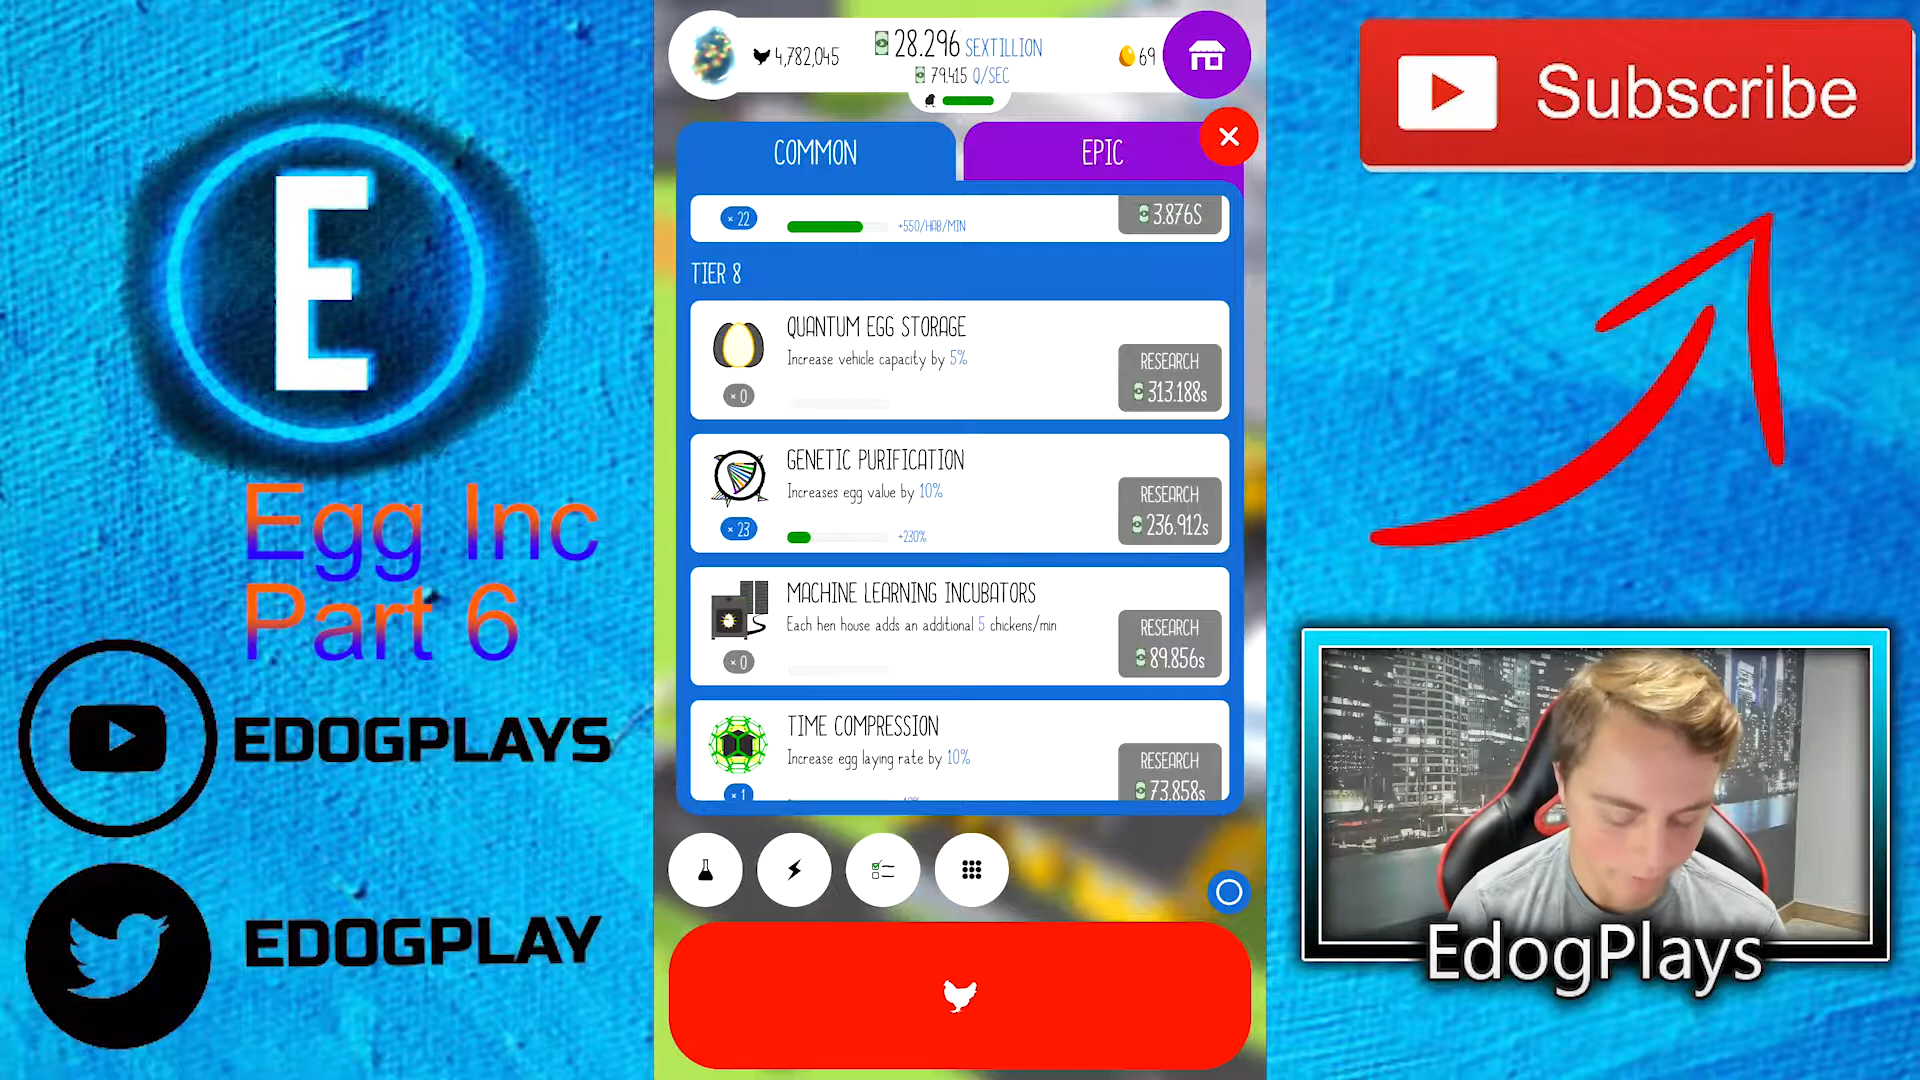 E
Egg Inc
Part 6
EDOGPLAYS
EDOGPLAY
4,782,045
28.296 SEXTILLION
79.415 Q/SEC
69
COMMON
EPIC
× 22
+550/HAB/MIN
3.876S
TIER 8
QUANTUM EGG STORAGE
Increase vehicle capacity by 5%
× 0
RESEARCH
313.188s
GENETIC PURIFICATION
Increases egg value by 10%
× 23
+230%
RESEARCH
236.912s
MACHINE LEARNING INCUBATORS
Each hen house adds an additional 5 chickens/min
× 0
RESEARCH
89.856s
TIME COMPRESSION
Increase egg laying rate by 10%
× 1
RESEARCH
73.858s
Subscribe
EdogPlays